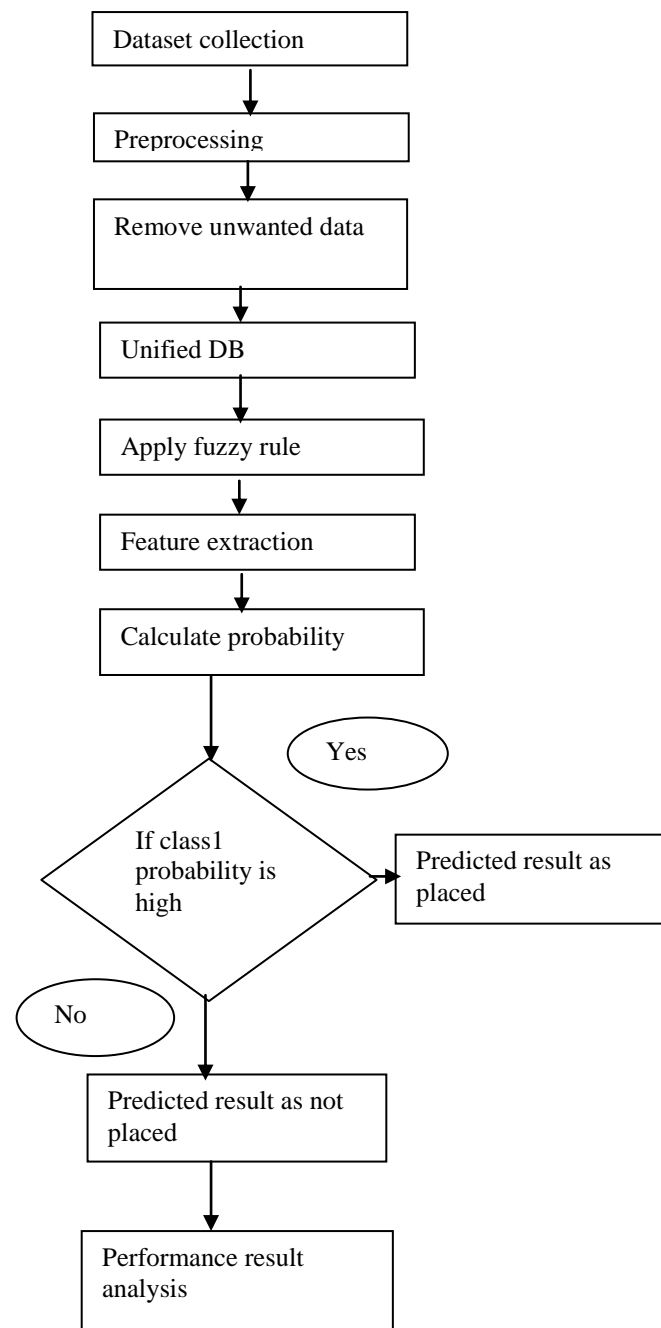 Dataset collection
Preprocessing
Remove unwanted data
Unified DB
Apply fuzzy rule
Feature extraction
Calculate probability
Yes
If class1
probability is
high
Predicted result as
placed
No
Predicted result as not
placed
Performance result
analysis